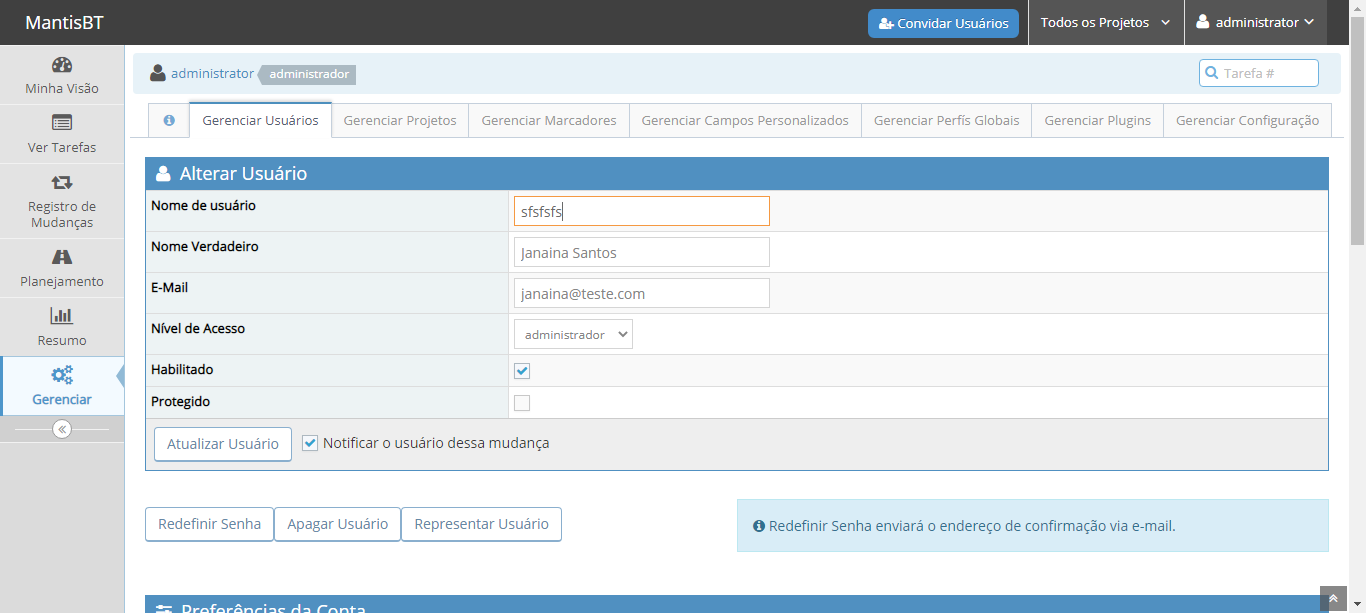 MantisBT
Convidar Usuários
Todos os Projetos
administrator
Minha Visão
Ver Tarefas
Registro de
Mudanças
Planejamento
Resumo
Gerenciar
administrator administrador
Tarefa #
Gerenciar Usuários
Gerenciar Projetos
Gerenciar Marcadores
Gerenciar Campos Personalizados
Gerenciar Perfís Globais
Gerenciar Plugins
Gerenciar Configuração
Alterar Usuário
Nome de usuário
sfsfsfs
Nome Verdadeiro
Janaina Santos
E-Mail
janaina@teste.com
Nível de Acesso
administrador
Habilitado
Protegido
Atualizar Usuário
Notificar o usuário dessa mudança
Redefinir Senha
Apagar Usuário
Representar Usuário
Redefinir Senha enviará o endereço de confirmação via e-mail.
Preferências da Conta